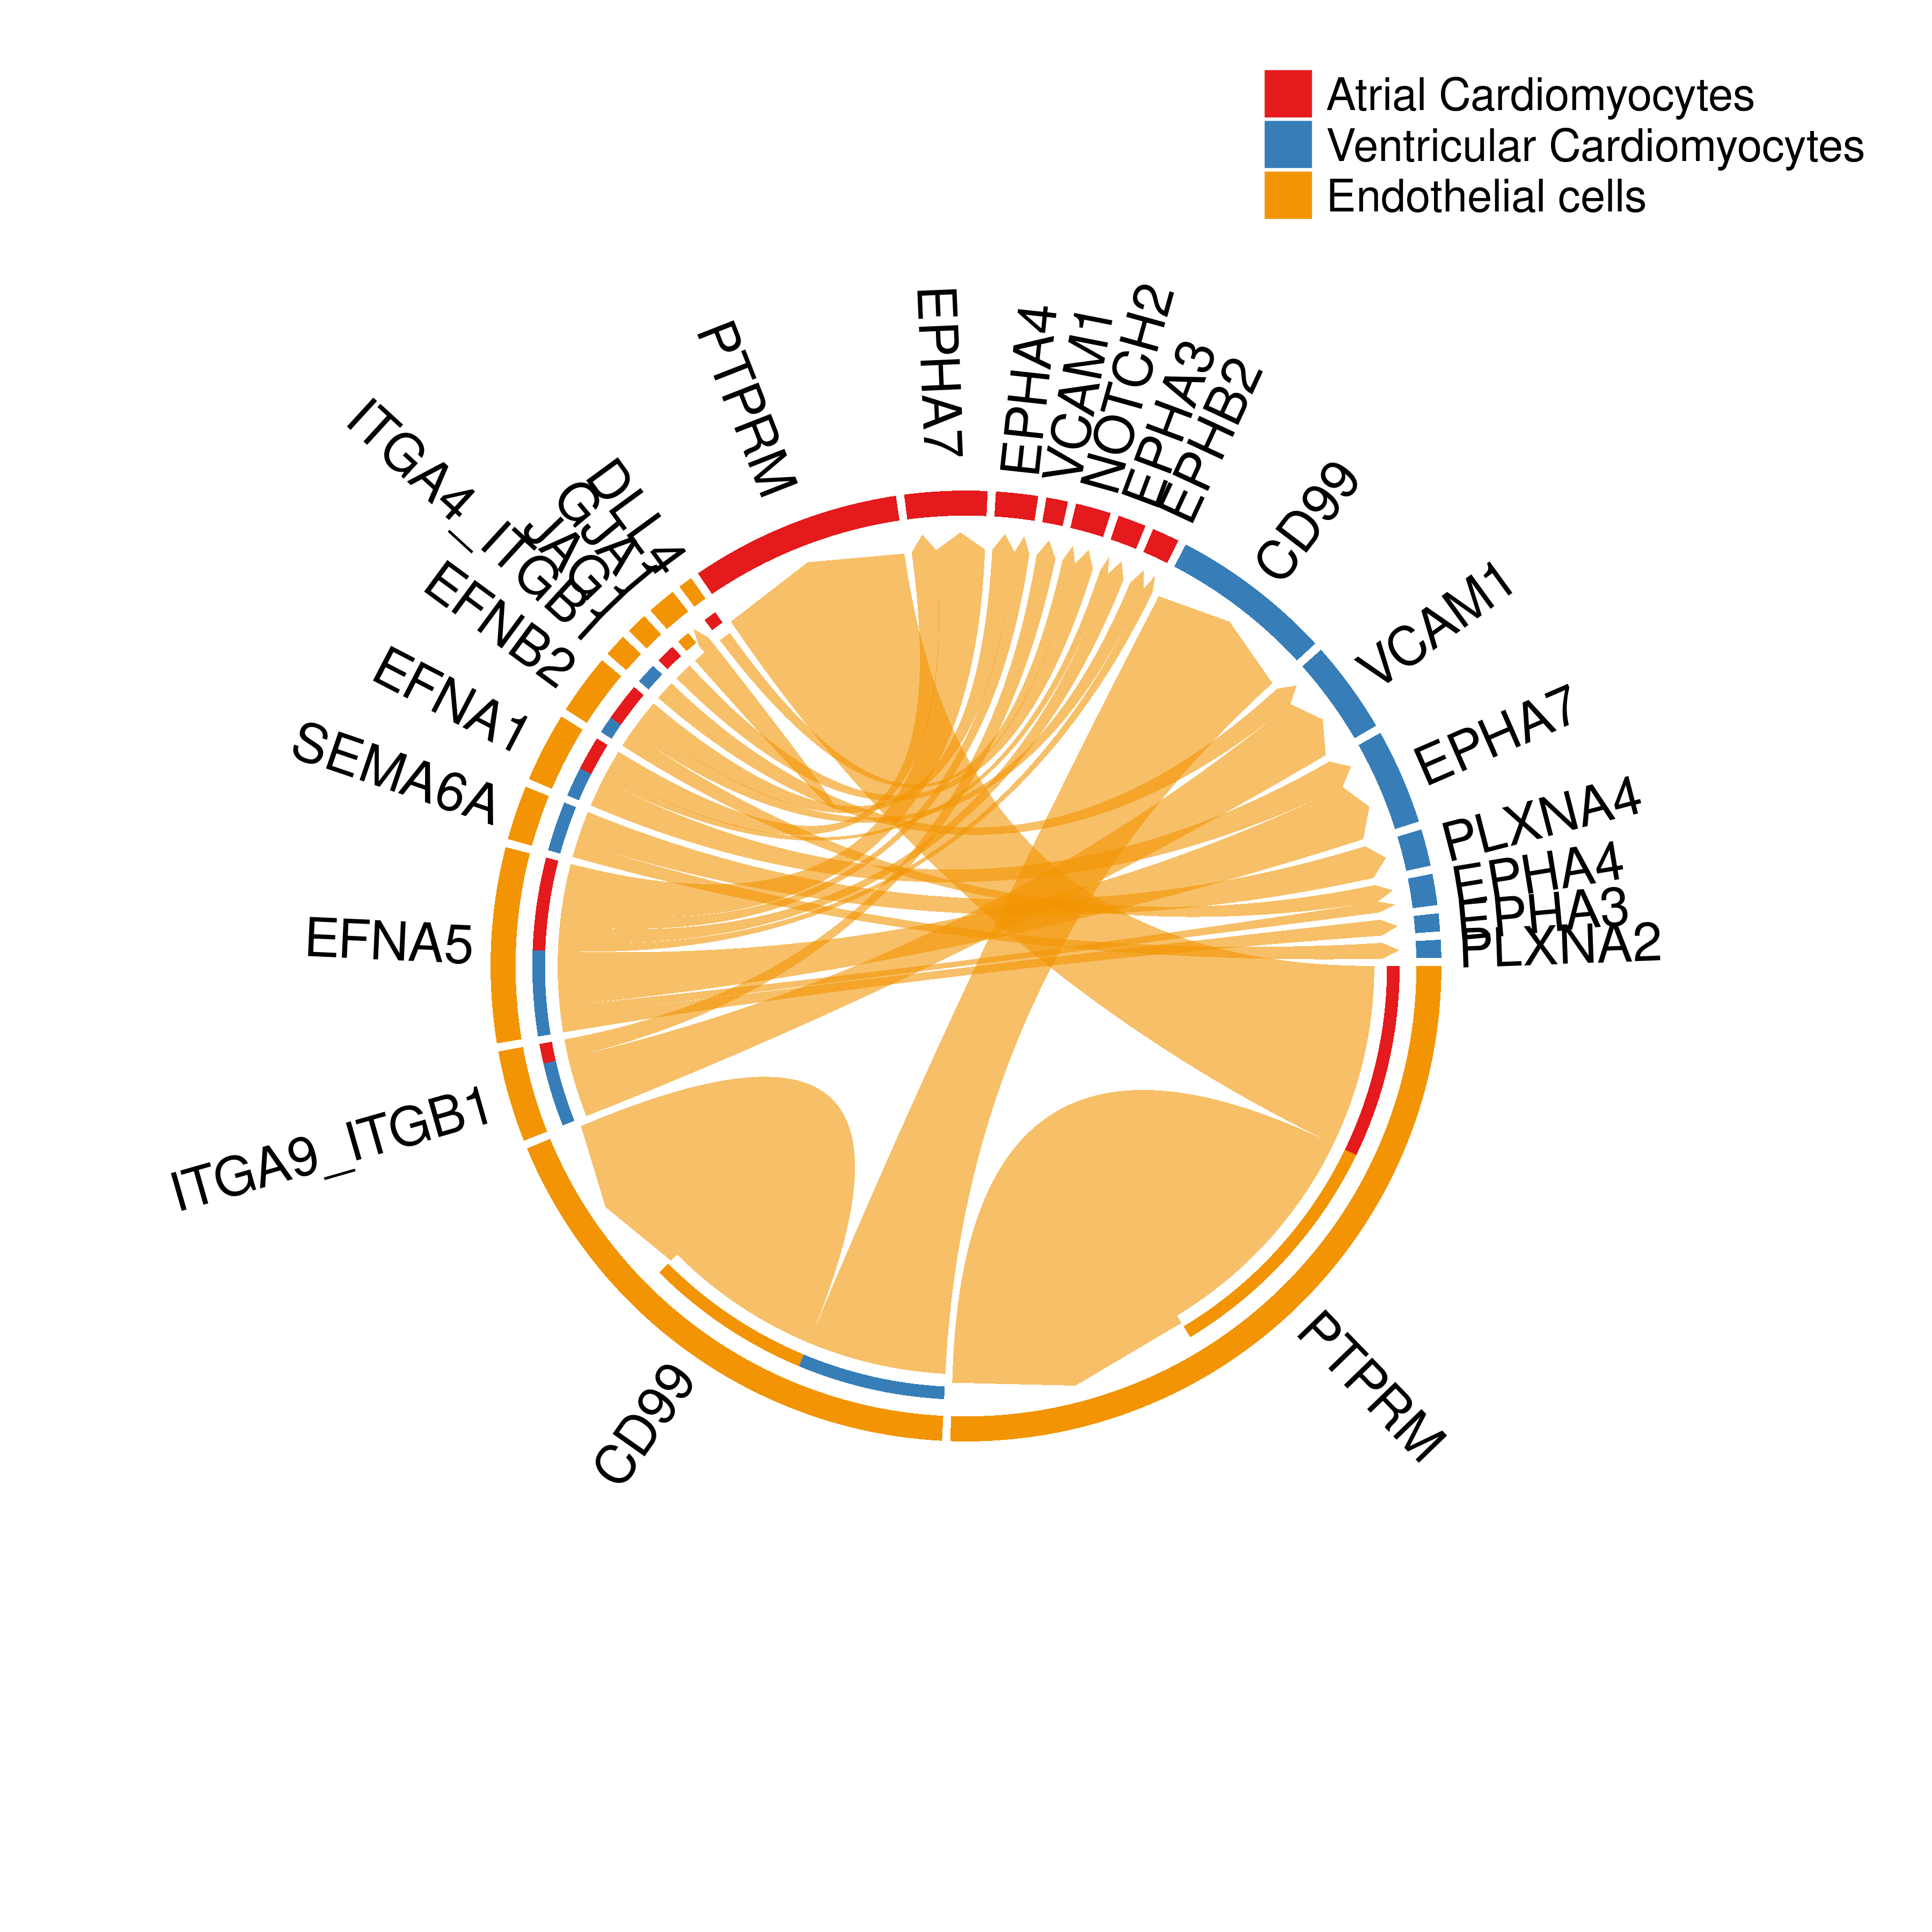 Atrial Cardiomyocytes
Ventricular Cardiomyocytes
Endothelial cells
PTPRM
EPHA7
EPHA4
VCAM1
NOTCH2
EPHA3
EPHB2
CD99
VCAM1
EPHA7
PLXNA4
EPHA4
EPHA3
PLXNA2
PTPRM
CD99
ITGA9_ITGB1
EFNA5
SEMA6A
EFNA1
EFNB2
ITGA4_ITGB1
JAG1
GJA1
DLL4